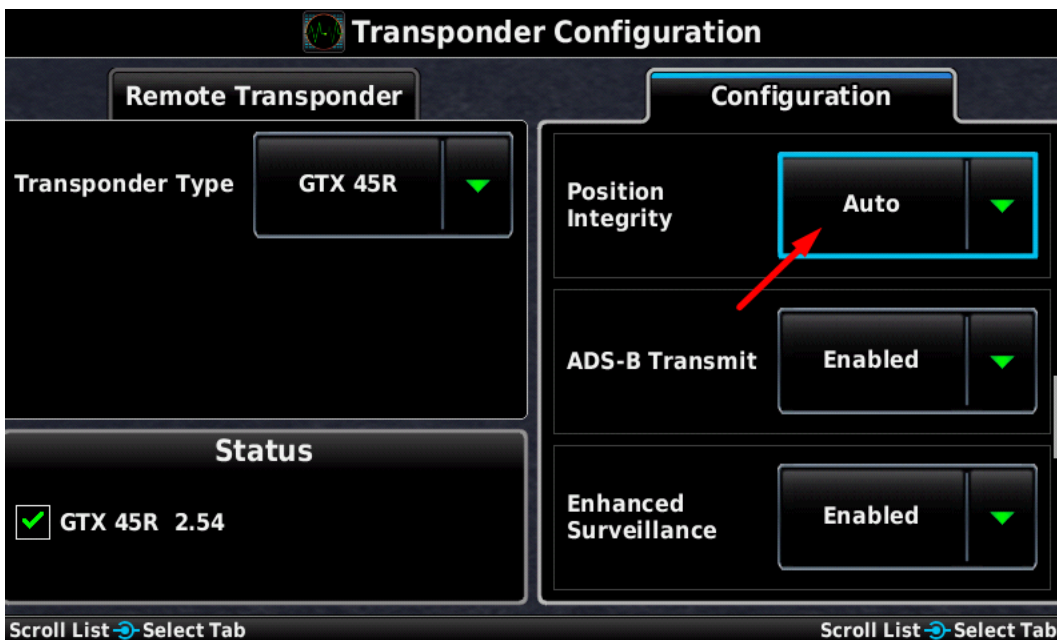 Transponder Configuration
Remote Transponder
Transponder Type
GTX 45R
Status
GTX 45R 2.54
Configuration
Position
Integrity
Auto
ADS-B Transmit
Enabled
Enhanced
Surveillance
Enabled
Scroll List Select Tab
Scroll List Select Tab